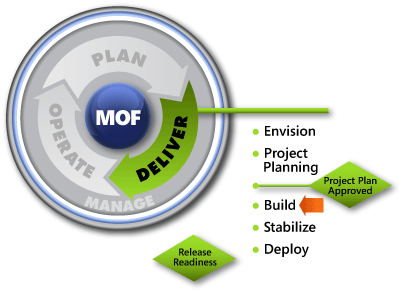 PLAN
MOF
OPERATE
DELIVER
MANAGE
Envision
Project
Planning
Project Plan
Approved
Build
Stabilize
Deploy
Release
Readiness